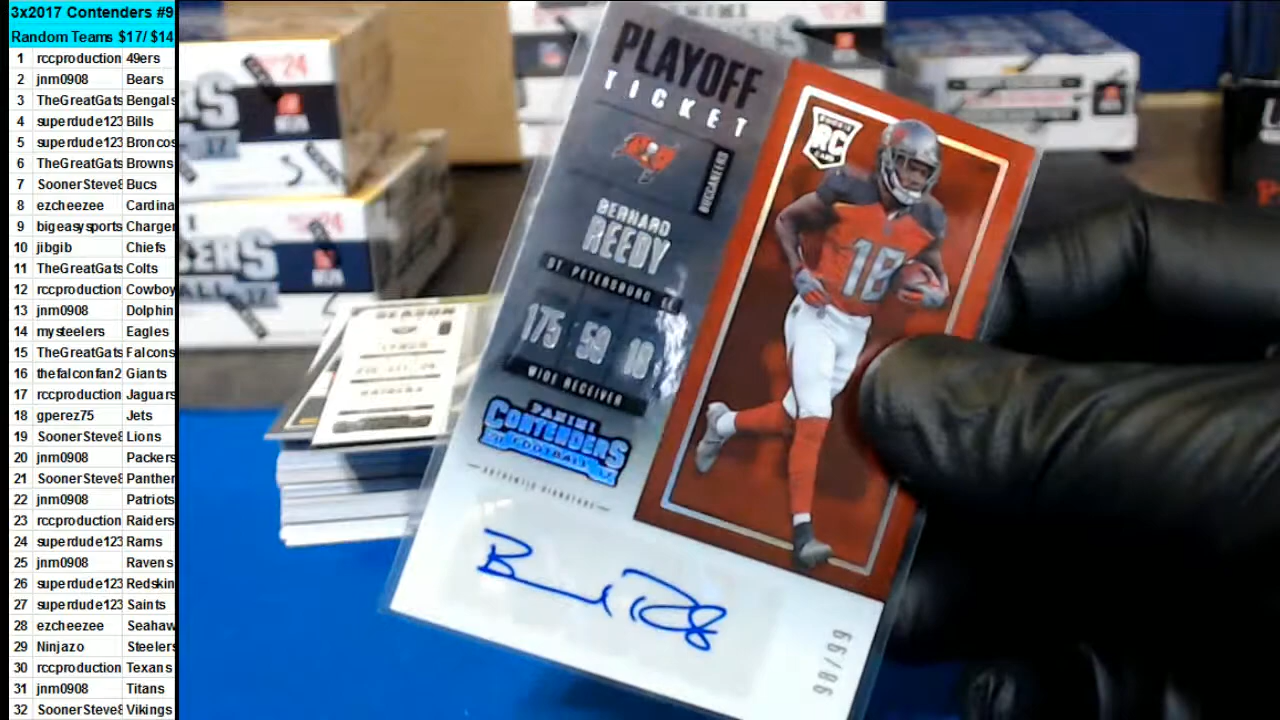 3x2017 Contenders #9
Random Teams $17/ $14
1 rccproduction 49ers
2 jnm0908 Bears
3 TheGreatGats Bengals
4 superdude123 Bills
5 superdude123 Broncos
6 TheGreatGats Browns
7 SoonerSteve8 Bucs
8 ezcheezee Cardina
9 bigeasysports Charger
10 jibgib Chiefs
11 TheGreatGats Colts
12 rccproduction Cowboy
13 jnm0908 Dolphin
14 mysteelers Eagles
15 TheGreatGats Falcons
16 thefalconfan2 Giants
17 rccproduction Jaguars
18 gperez75 Jets
19 SoonerSteve8 Lions
20 jnm0908 Packers
21 SoonerSteve8 Panther
22 jnm0908 Patriots
23 rccproduction Raiders
24 superdude123 Rams
25 jnm0908 Ravens
26 superdude123 Redskin
27 superdude123 Saints
28 ezcheezee Seahaw
29 Ninjazo Steelers
30 rccproduction Texans
31 jnm0908 Titans
32 SoonerSteve8 Vikings
PLAYOFF
TICKET
BUCCANEERS
BERNARD
REEDY
ST PETERSBURG FL
175 59 18
WIDE RECEIVER
PANINI
CONTENDERS
FOOTBALL
AUTHENTIC SIGNATURE
98/99
ROOKIE
RC
CARD
18
SEASON